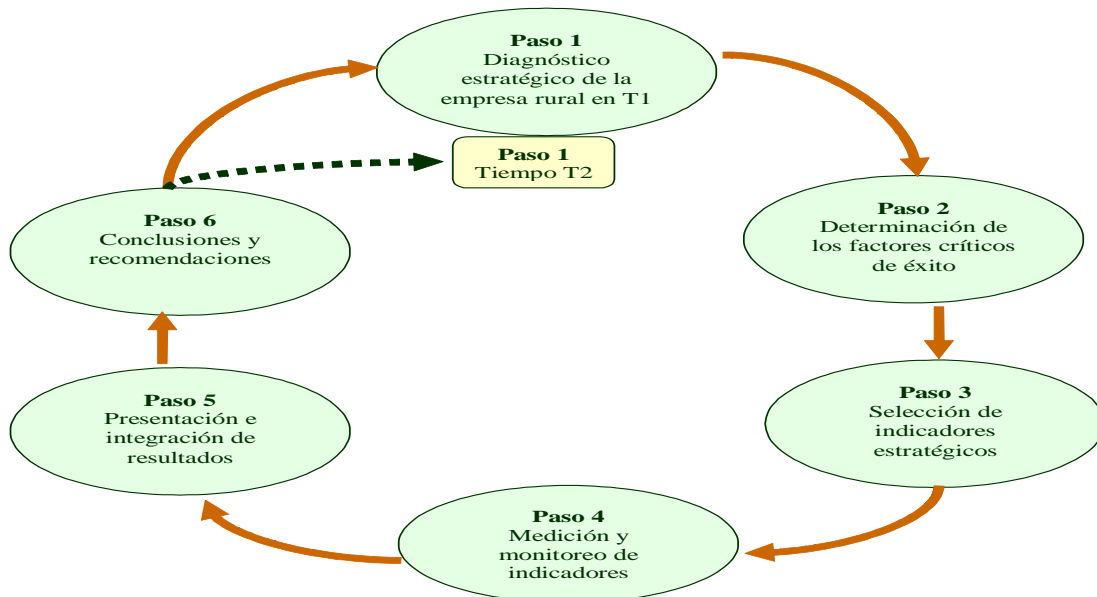 Paso 1
Diagnóstico
estratégico de la
empresa rural en T1
Paso 1
Tiempo T2
Paso 2
Determinación de
los factores críticos
de éxito
Paso 3
Selección de
indicadores
estratégicos
Paso 4
Medición y
monitoreo de
indicadores
Paso 5
Presentación e
integración de
resultados
Paso 6
Conclusiones y
recomendaciones